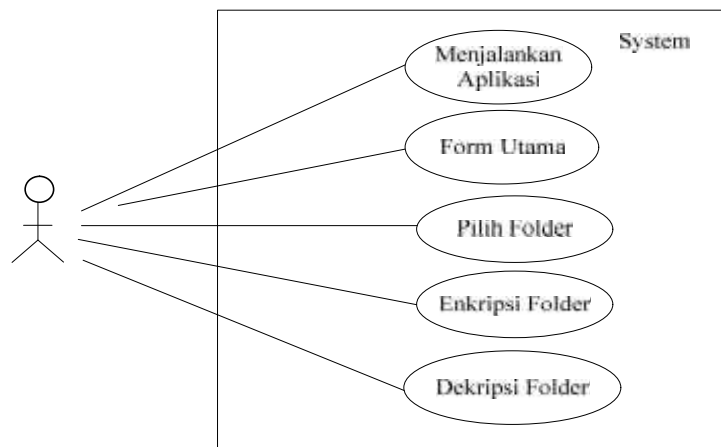 System
Menjalankan
Aplikasi
Form Utama
Pilih Folder
Enkripsi Folder
Dekripsi Folder